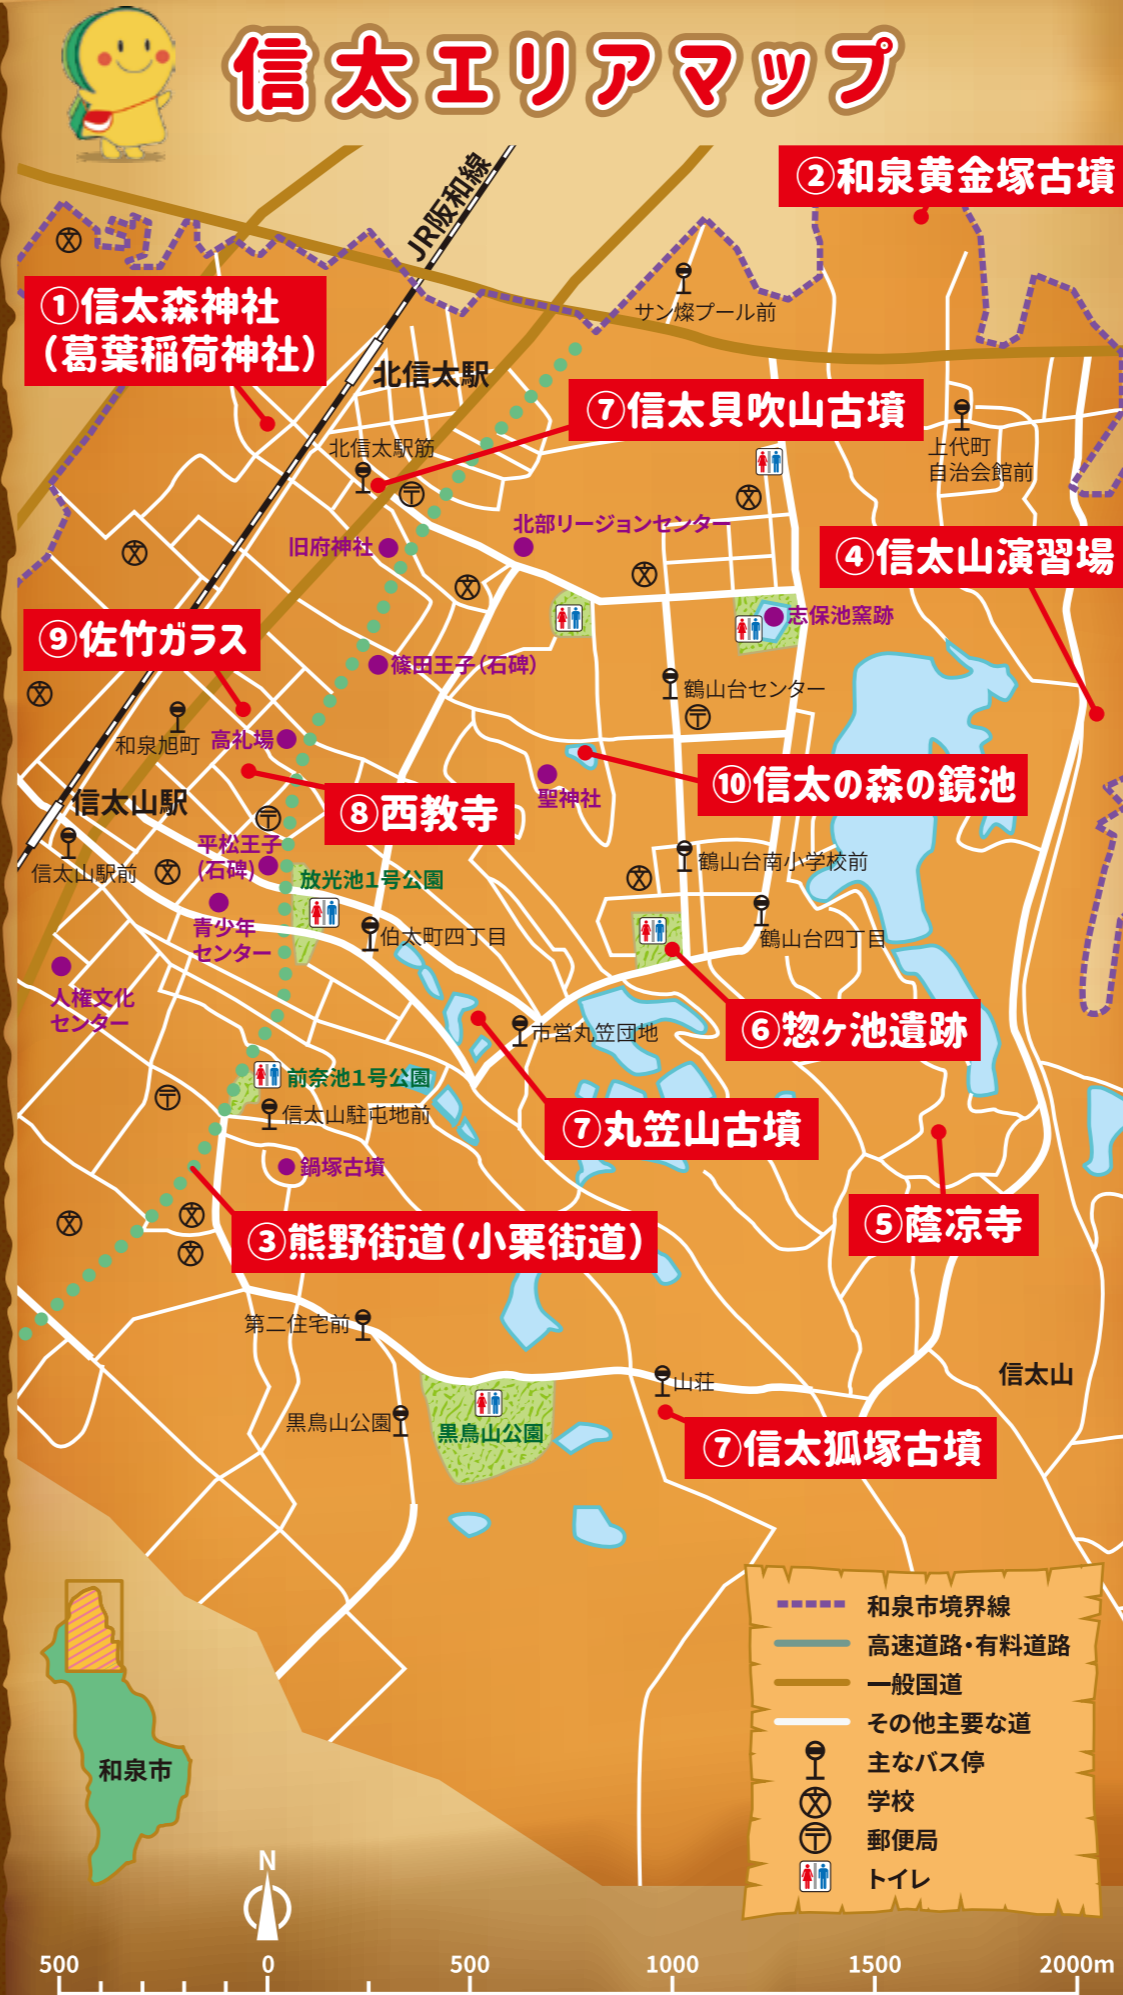 信太エリアマップ
JR阪和線
②和泉黄金塚古墳
①信太森神社
(葛葉稲荷神社)
サン燦プール前
北信太駅
⑦信太貝吹山古墳
上代町
自治会館前
北信太駅筋
北部リージョンセンター
旧府神社
④信太山演習場
志保池窯跡
⑨佐竹ガラス
篠田王子(石碑)
鶴山台センター
和泉旭町
高札場
⑩信太の森の鏡池
聖神社
信太山駅
⑧西教寺
平松王子
(石碑)
信太山駅前
鶴山台南小学校前
放光池1号公園
青少年
センター
伯太町四丁目
鶴山台四丁目
人権文化
センター
⑥惣ヶ池遺跡
市営丸笠団地
前奈池1号公園
信太山駐屯地前
⑦丸笠山古墳
鍋塚古墳
⑤蔭凉寺
③熊野街道(小栗街道)
第二住宅前
信太山
山荘
黒鳥山公園
黒鳥山公園
⑦信太狐塚古墳
和泉市境界線
高速道路・有料道路
一般国道
その他主要な道
主なバス停
学校
郵便局
トイレ
和泉市
N
500 0 500 1000 1500 2000m